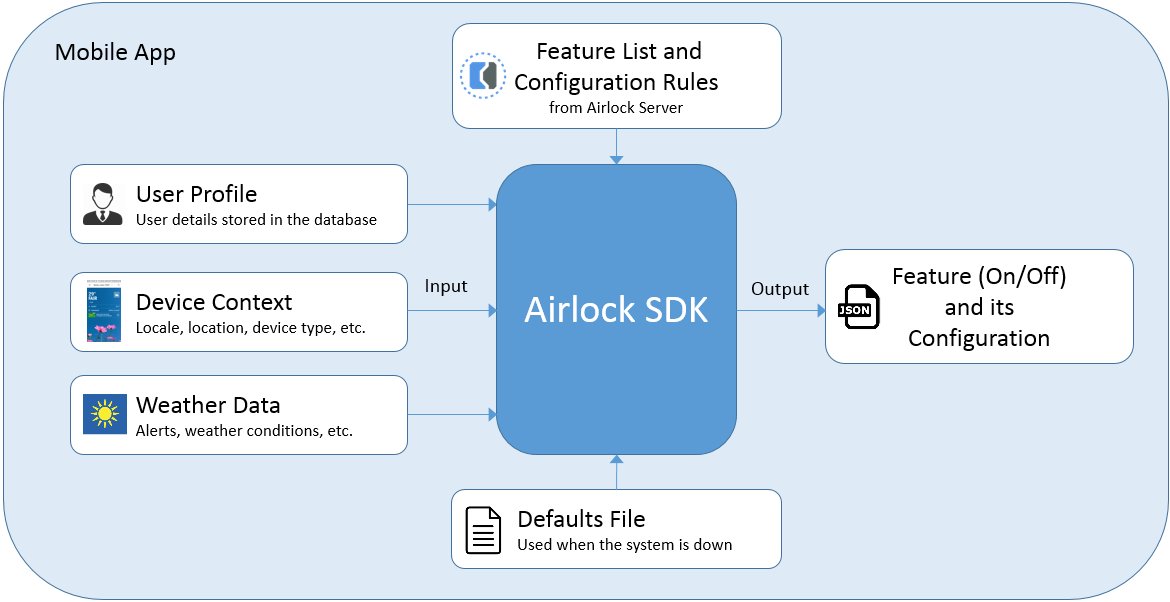 Mobile App
Feature List and
Configuration Rules
from Airlock Server
User Profile
User details stored in the database
Device Context
Locale, location, device type, etc.
Weather Data
Alerts, weather conditions, etc.
Input
Airlock SDK
Output
JSON
Feature (On/Off)
and its
Configuration
Defaults File
Used when the system is down